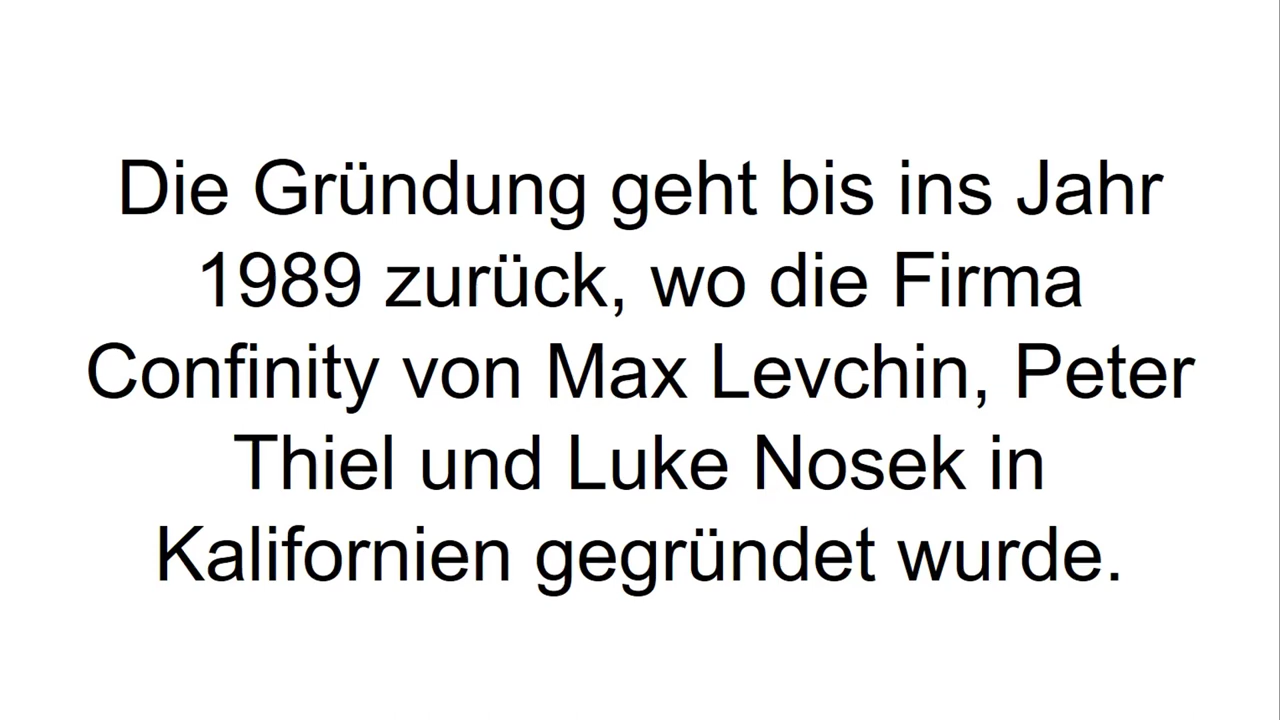 Die Gründung geht bis ins Jahr
1989 zurück, wo die Firma
Confinity von Max Levchin, Peter
Thiel und Luke Nosek in
Kalifornien gegründet wurde.